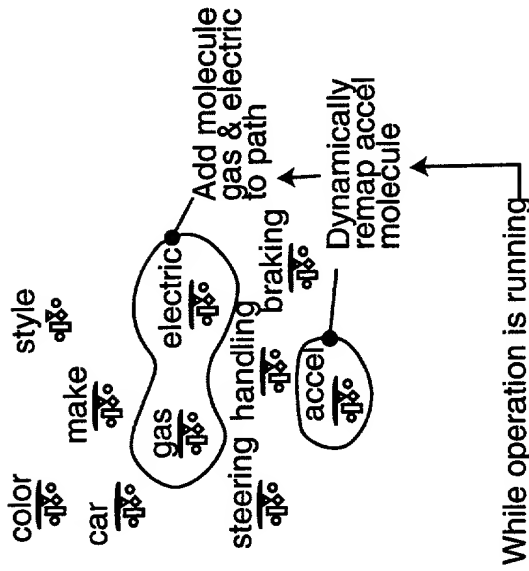 color
car
make
style
gas
electric
steering
handling
braking
accel
Add molecule
gas & electric
to path
Dynamically
remap accel
molecule
While operation is running